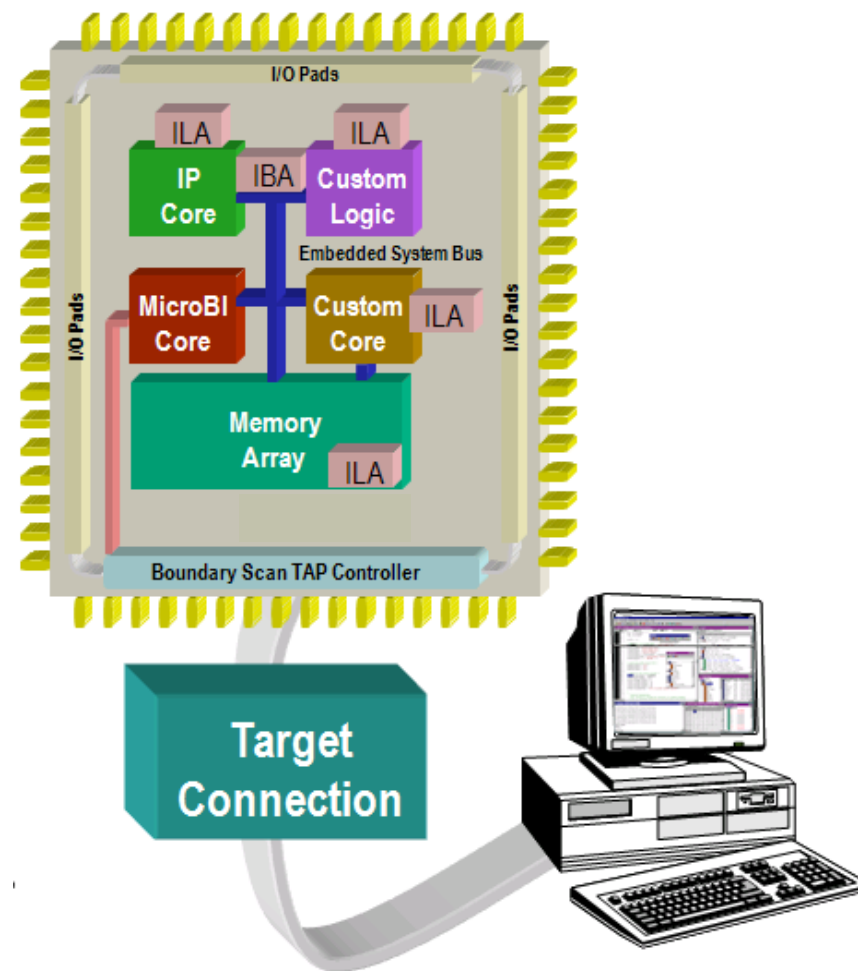 I/O Pads
ILA
ILA
IP
Core
IBA
Custom
Logic
Embedded System Bus
I/O Pads
MicroBl
Core
Custom
Core
ILA
I/O Pads
Memory
Array
ILA
Boundary Scan TAP Controller
Target
Connection